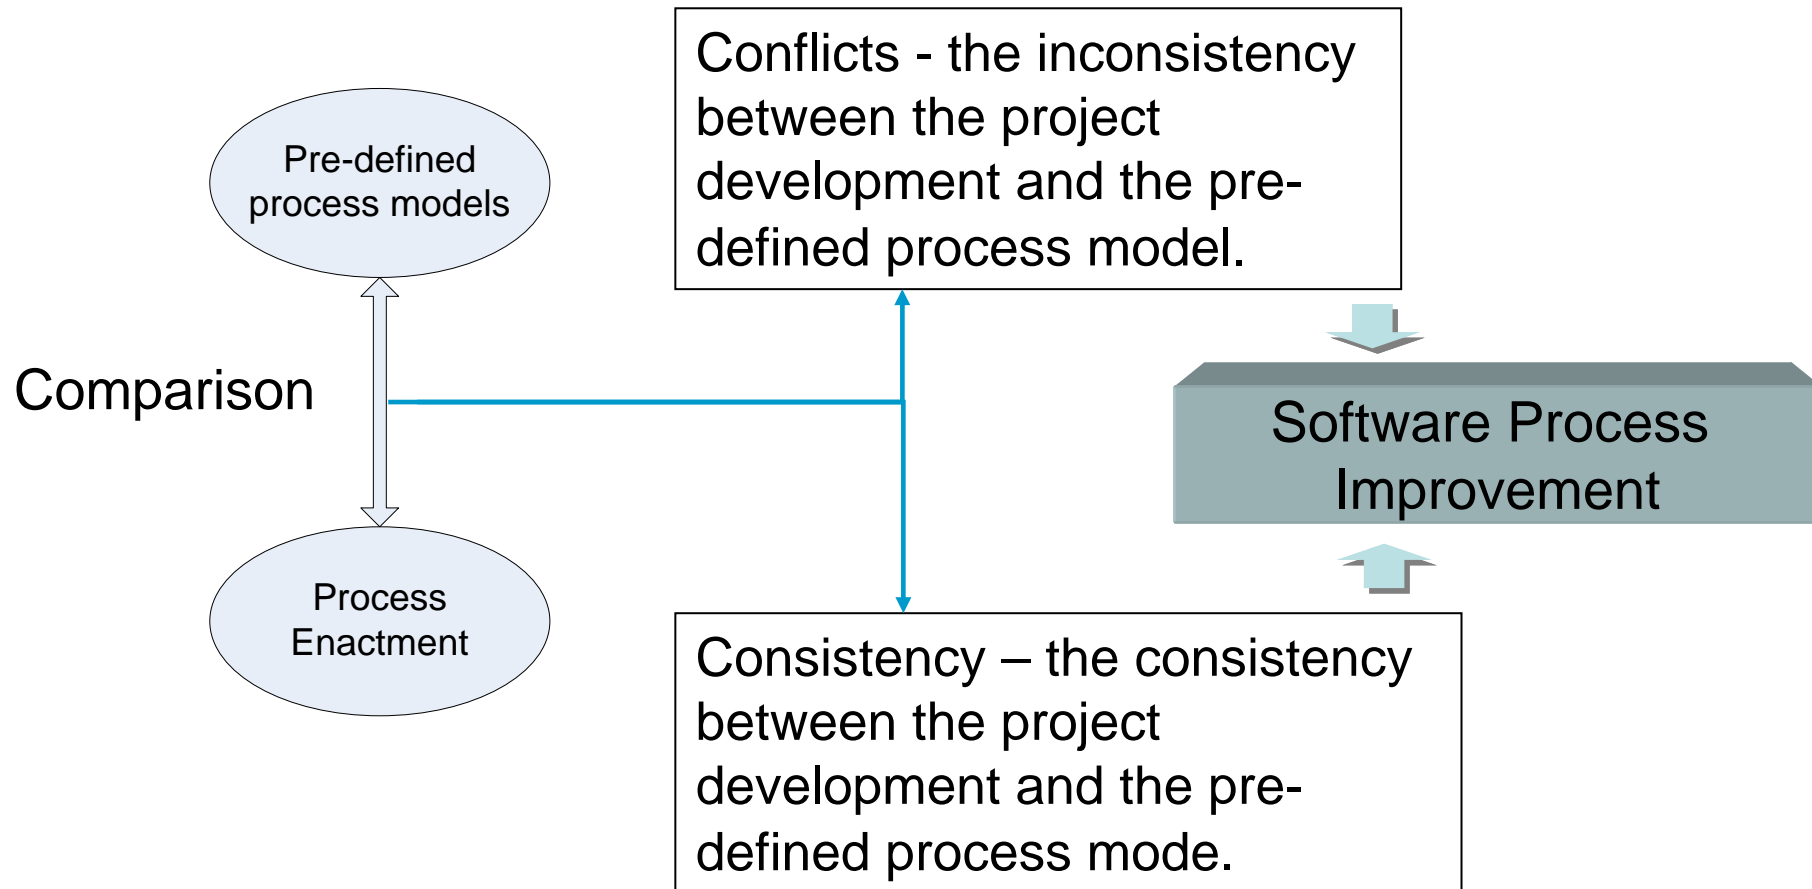 Pre-defined
process models
Comparison
Process
Enactment
Conflicts - the inconsistency
between the project
development and the pre-
defined process model.
Software Process
Improvement
Consistency – the consistency
between the project
development and the pre-
defined process mode.